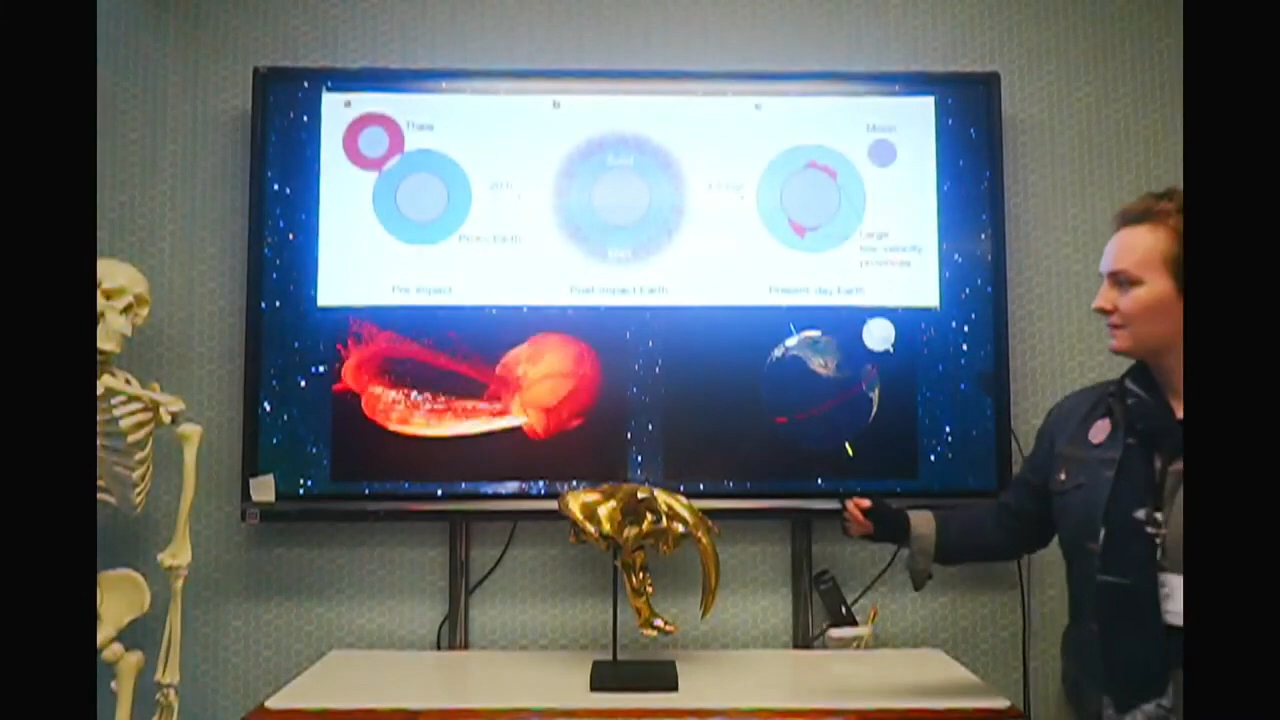 a
b
c
Theia
Moon
Proto-Earth
Large
low-velocity
provinces
Pre-impact
Post-impact Earth
Present-day Earth